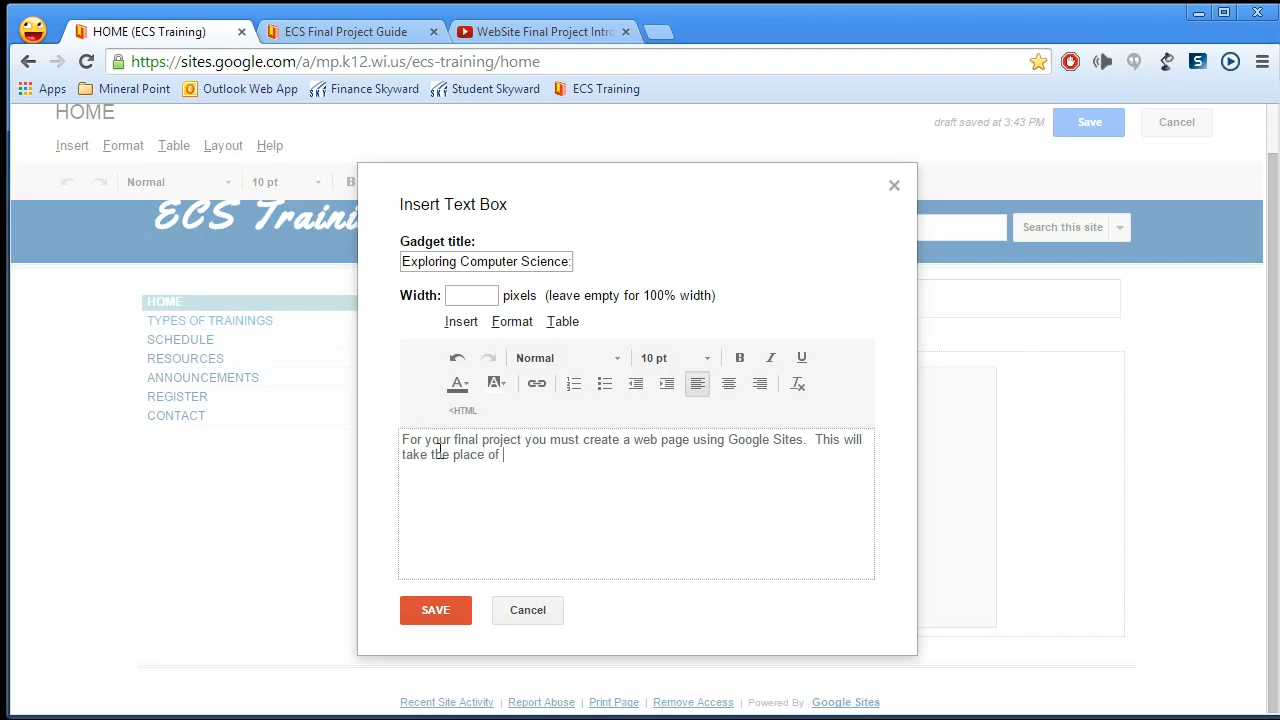 HOME (ECS Training)
ECS Final Project Guide
WebSite Final Project Intro
https://sites.google.com/a/mp.k12.wi.us/ecs-training/home
Apps
Mineral Point
Outlook Web App
Finance Skyward
Student Skyward
ECS Training
HOME
draft saved at 3:43 PM
Save
Cancel
Insert Format Table Layout Help
Normal
10 pt
B
ECS Traini
Search this site
HOME
TYPES OF TRAININGS
SCHEDULE
RESOURCES
ANNOUNCEMENTS
REGISTER
CONTACT
Insert Text Box
Gadget title:
Exploring Computer Science:
Width: pixels (leave empty for 100% width)
Insert Format Table
Normal 10 pt B I U
A A
<HTML
For your final project you must create a web page using Google Sites. This will
take the place of
SAVE
Cancel
Recent Site Activity | Report Abuse | Print Page | Remove Access | Powered By Google Sites